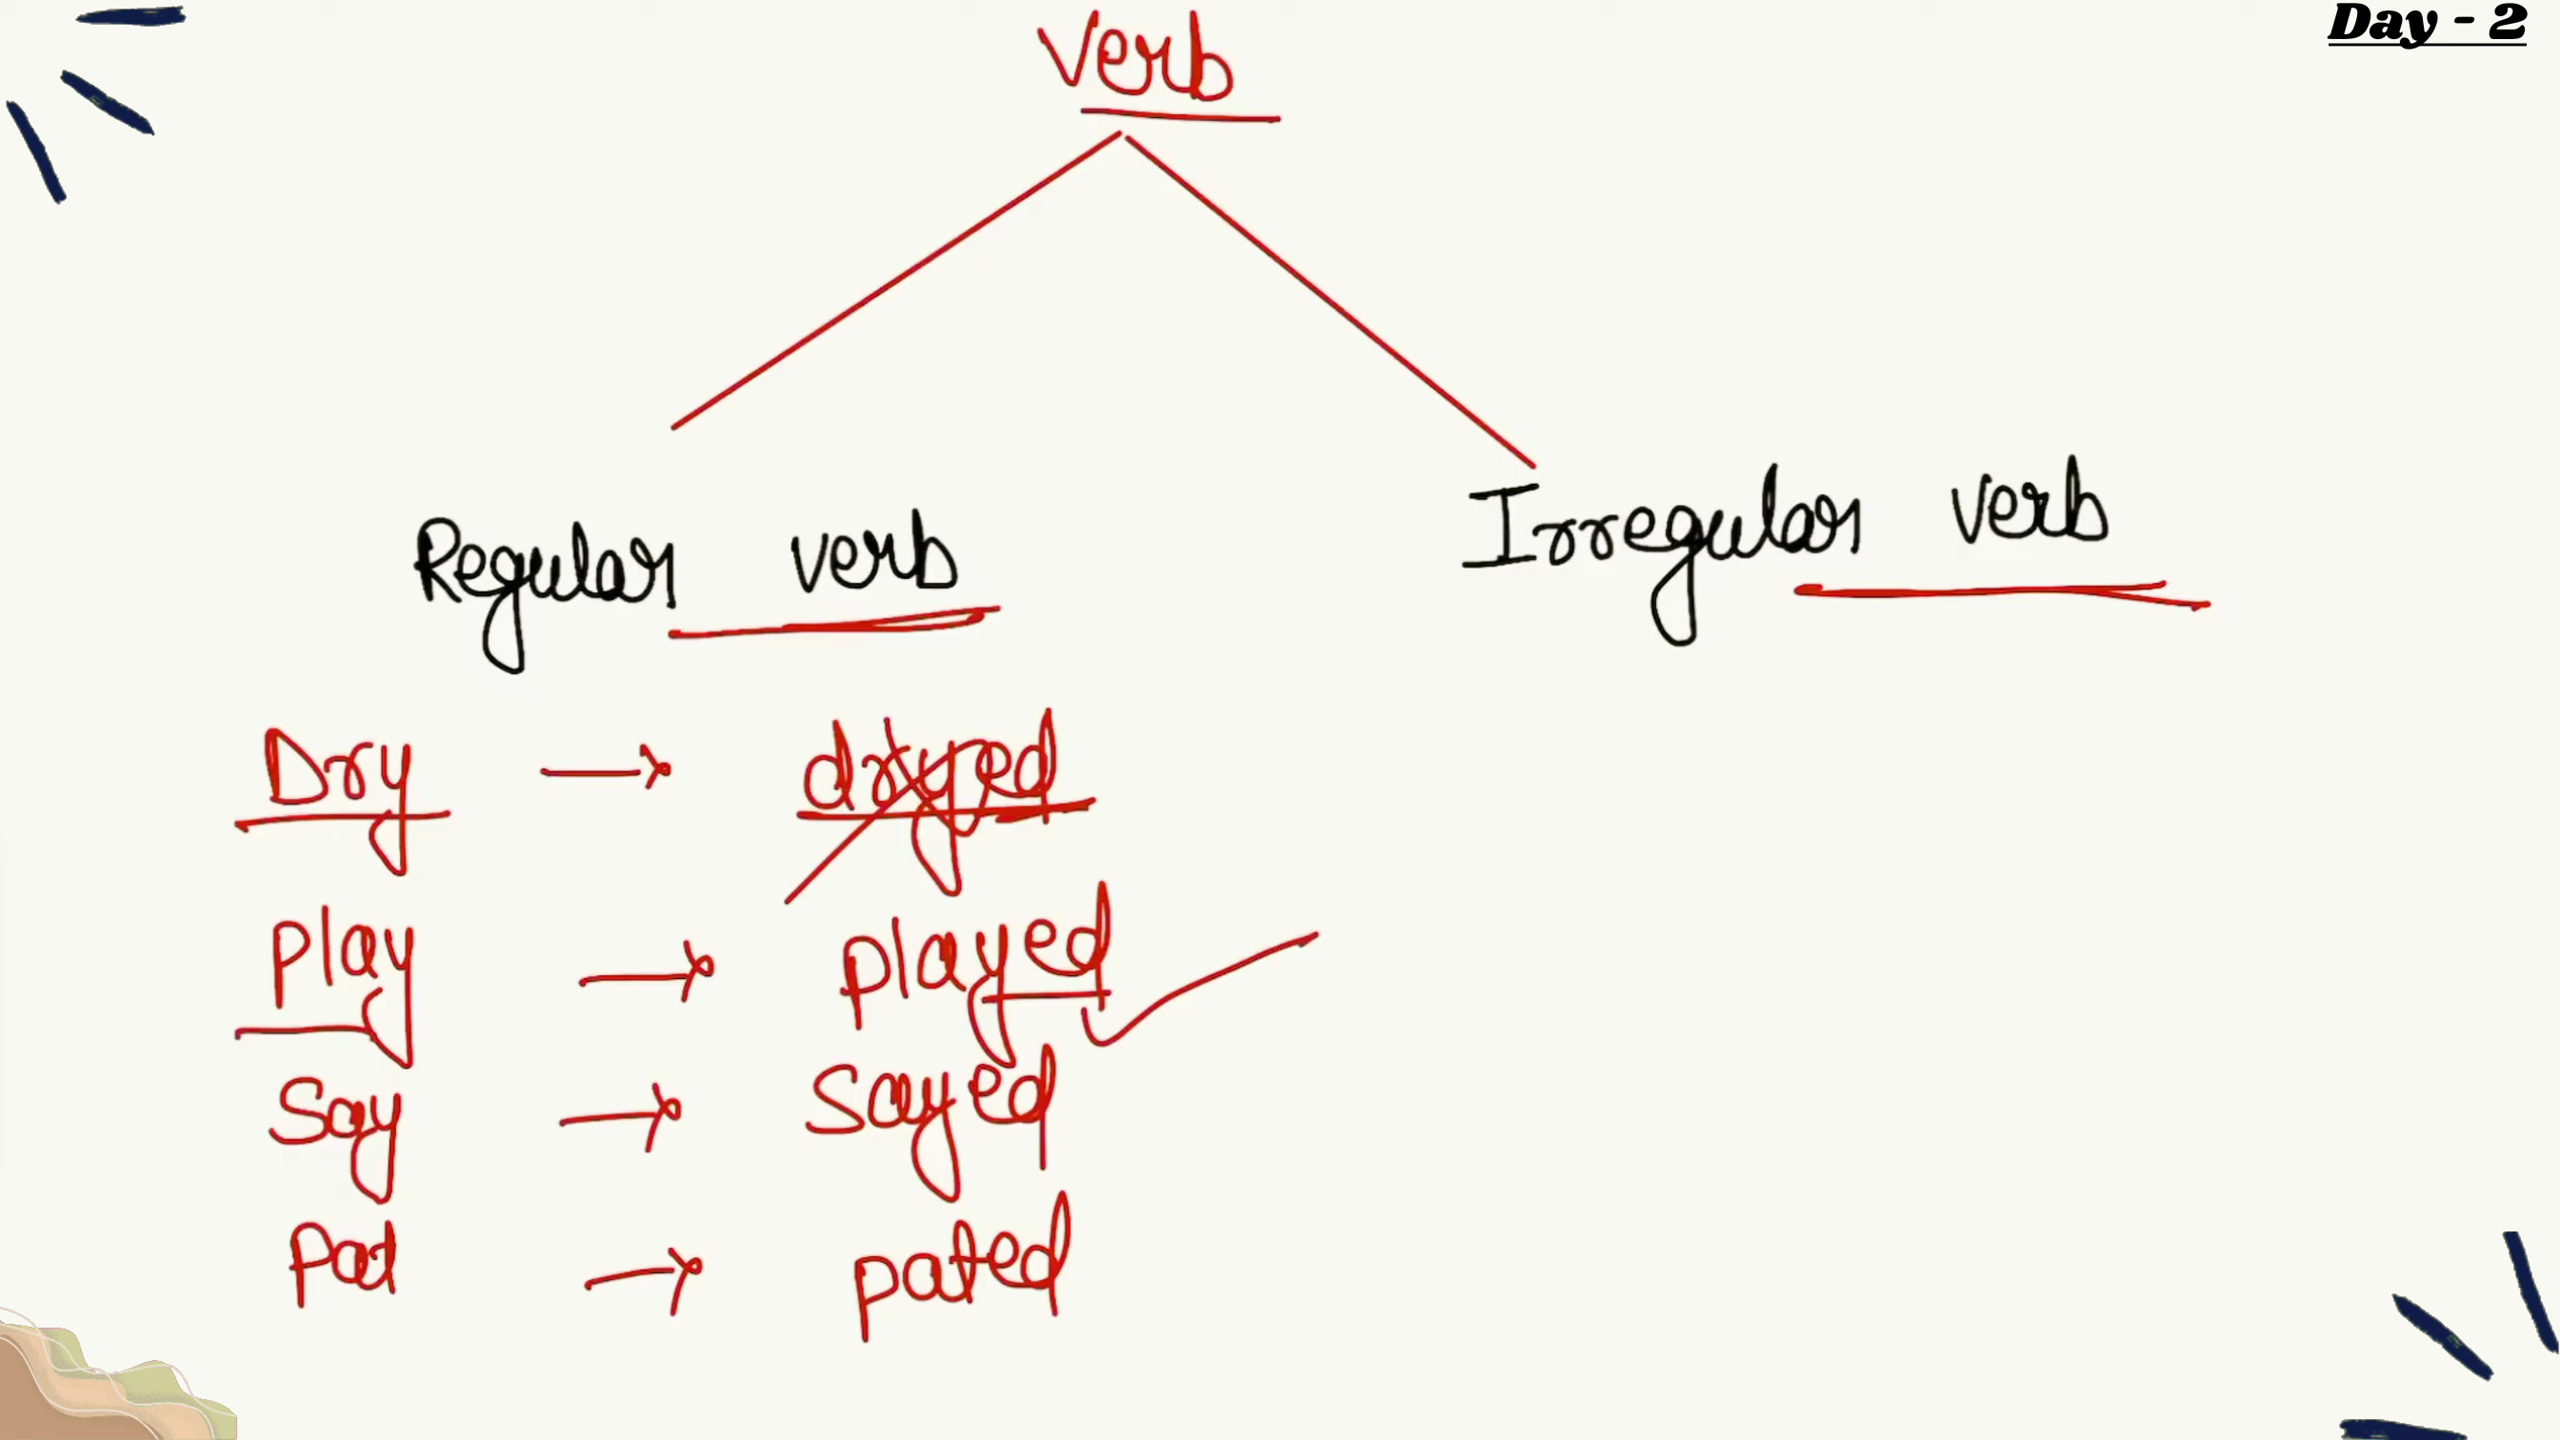 Day - 2
Verb
Regular verb
Irregular verb
Dry → dryed
play → played
Say → Sayed
Pat → pated